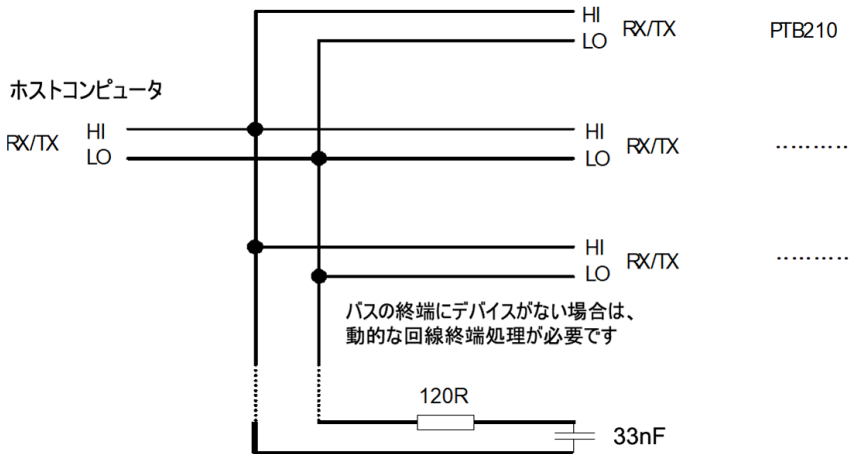 HI
RX/TX
PTB210
LO
ホストコンピュータ
RX/TX
HI
LO
HI
RX/TX
..........
LO
HI
RX/TX
..........
LO
バスの終端にデバイスがない場合は、
動的な回線終端処理が必要です
120R
33nF